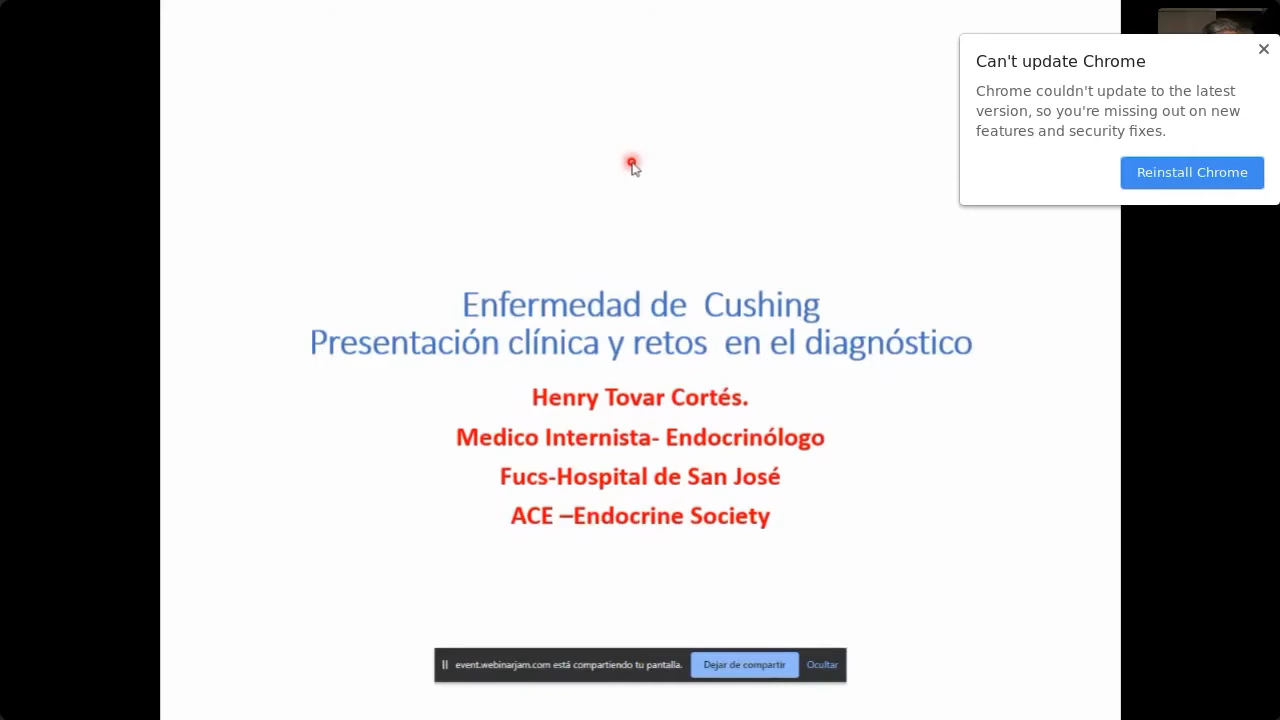 Can't update Chrome
Chrome couldn't update to the latest
version, so you're missing out on new
features and security fixes.
Reinstall Chrome
Enfermedad de Cushing
Presentación clínica y retos en el diagnóstico
Henry Tovar Cortés.
Medico Internista- Endocrinólogo
Fucs-Hospital de San José
ACE –Endocrine Society
event.webinarjam.com está compartiendo tu pantalla. Dejar de compartir Ocultar